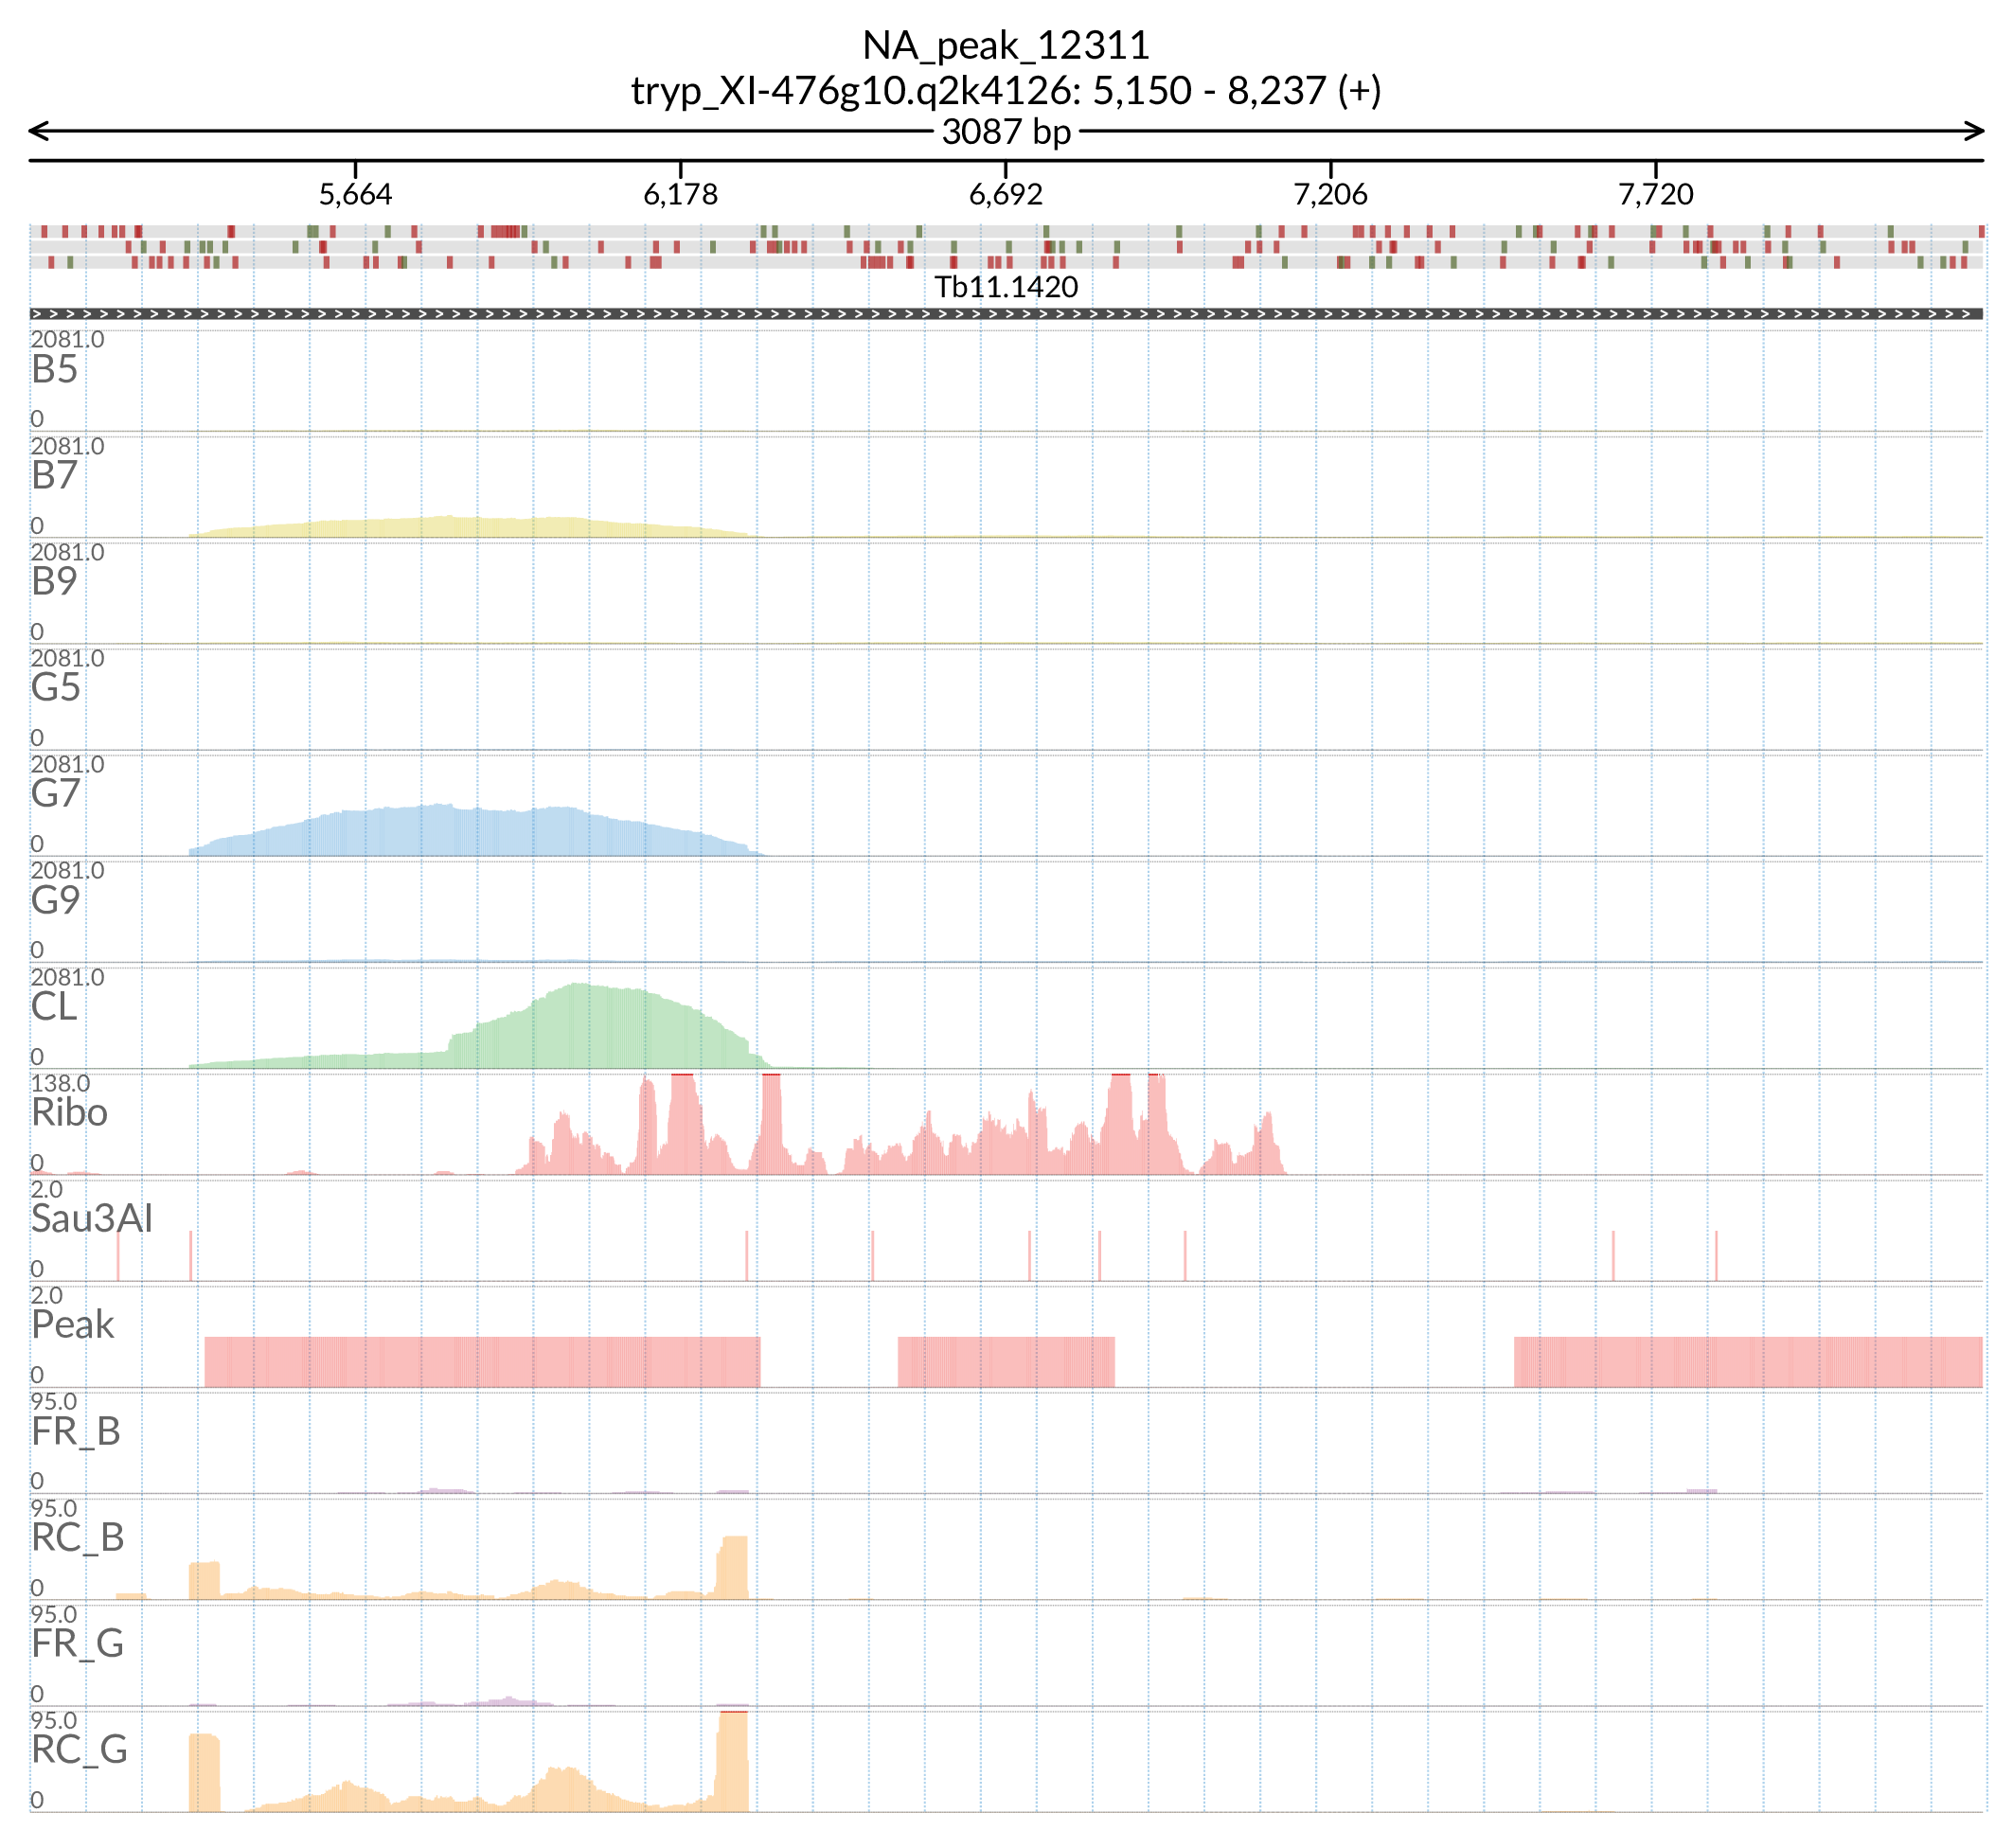 NA_peak_12311
tryp_XI-476g10.q2k4126: 5,150 - 8,237 (+)
3087 bp
5,664 6,178 6,692 7,206 7,720
Tb11.1420
2081.0
B5
0
2081.0
B7
0
2081.0
B9
0
2081.0
G5
0
2081.0
G7
0
2081.0
G9
0
2081.0
CL
0
138.0
Ribo
0
2.0
Sau3AI
0
2.0
Peak
0
95.0
FR_B
0
95.0
RC_B
0
95.0
FR_G
0
95.0
RC_G
0